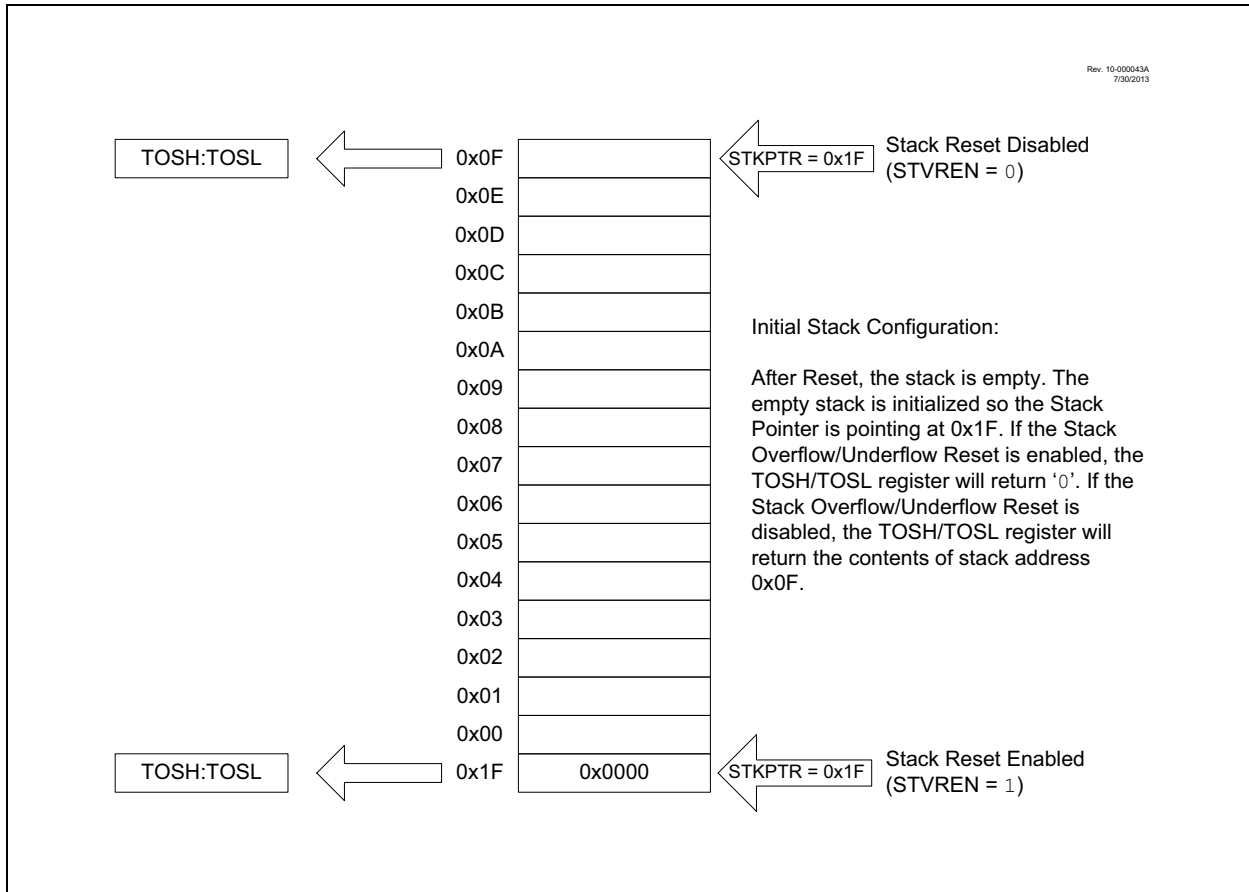 Rev. 10-000043A
7/30/2013
TOSH:TOSL
0x0F
STKPTR = 0x1F
Stack Reset Disabled
(STVREN = 0)
0x0E
0x0D
0x0C
0x0B
0x0A
0x09
0x08
0x07
0x06
0x05
0x04
0x03
0x02
0x01
0x00
Initial Stack Configuration:
After Reset, the stack is empty. The
empty stack is initialized so the Stack
Pointer is pointing at 0x1F. If the Stack
Overflow/Underflow Reset is enabled, the
TOSH/TOSL register will return ‘0’. If the
Stack Overflow/Underflow Reset is
disabled, the TOSH/TOSL register will
return the contents of stack address
0x0F.
TOSH:TOSL
0x1F
0x0000
STKPTR = 0x1F
Stack Reset Enabled
(STVREN = 1)